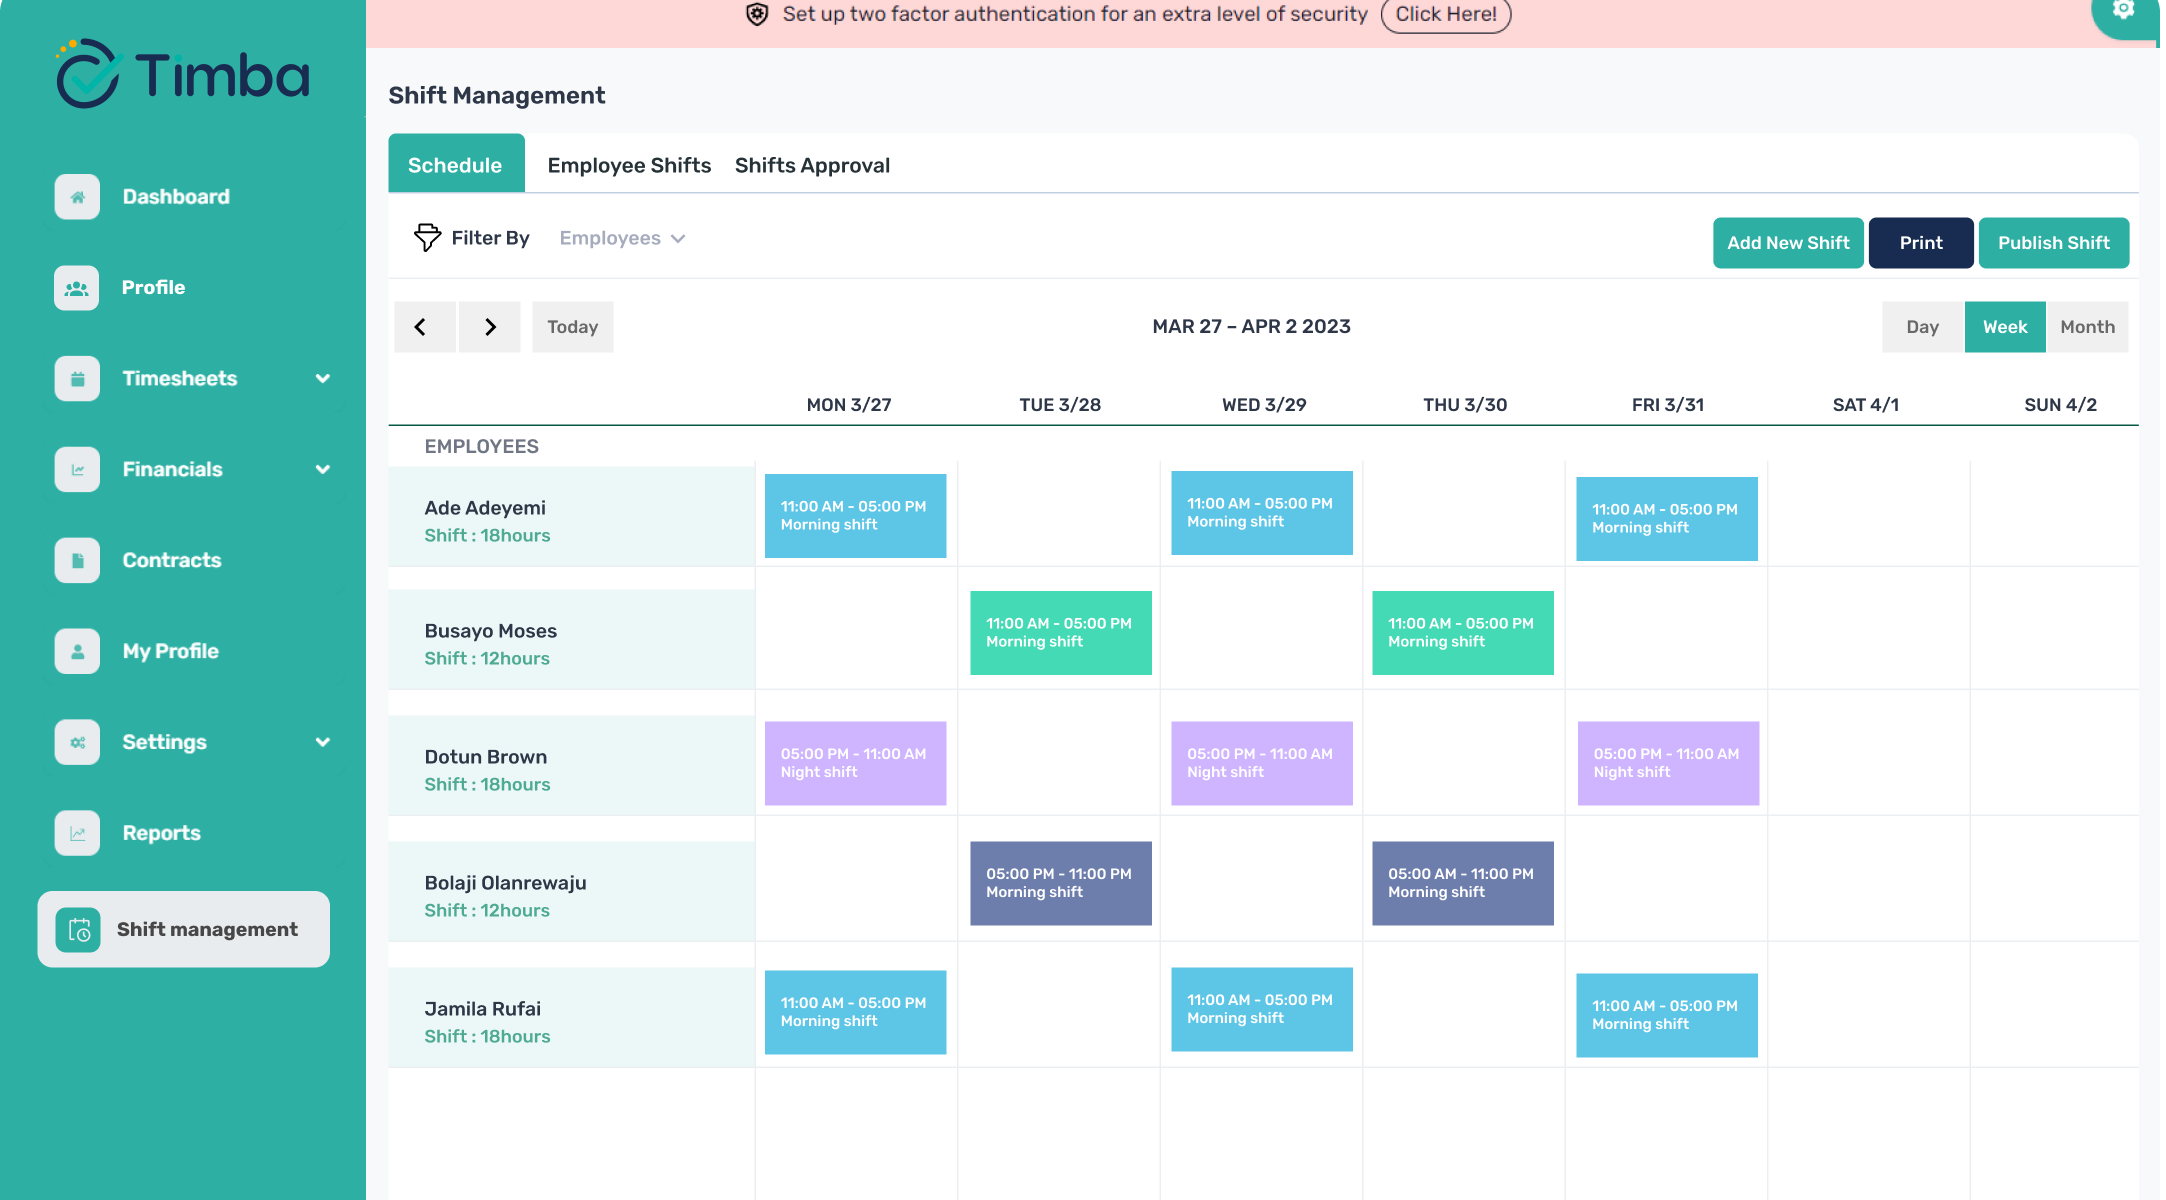 Set up two factor authentication for an extra level of security Click Here!
Timba
Dashboard
Profile
Timesheets
Financials
Contracts
My Profile
Settings
Reports
Shift management
Shift Management
Schedule Employee Shifts Shifts Approval
Filter By Employees Add New Shift Print Publish Shift
Today MAR 27 – APR 2 2023 Day Week Month
MON 3/27 TUE 3/28 WED 3/29 THU 3/30 FRI 3/31 SAT 4/1 SUN 4/2
EMPLOYEES
Ade Adeyemi
Shift : 18hours
11:00 AM - 05:00 PM
Morning shift
11:00 AM - 05:00 PM
Morning shift
11:00 AM - 05:00 PM
Morning shift
Busayo Moses
Shift : 12hours
11:00 AM - 05:00 PM
Morning shift
11:00 AM - 05:00 PM
Morning shift
Dotun Brown
Shift : 18hours
05:00 PM - 11:00 AM
Night shift
05:00 PM - 11:00 AM
Night shift
05:00 PM - 11:00 AM
Night shift
Bolaji Olanrewaju
Shift : 12hours
05:00 PM - 11:00 PM
Morning shift
05:00 AM - 11:00 PM
Morning shift
Jamila Rufai
Shift : 18hours
11:00 AM - 05:00 PM
Morning shift
11:00 AM - 05:00 PM
Morning shift
11:00 AM - 05:00 PM
Morning shift